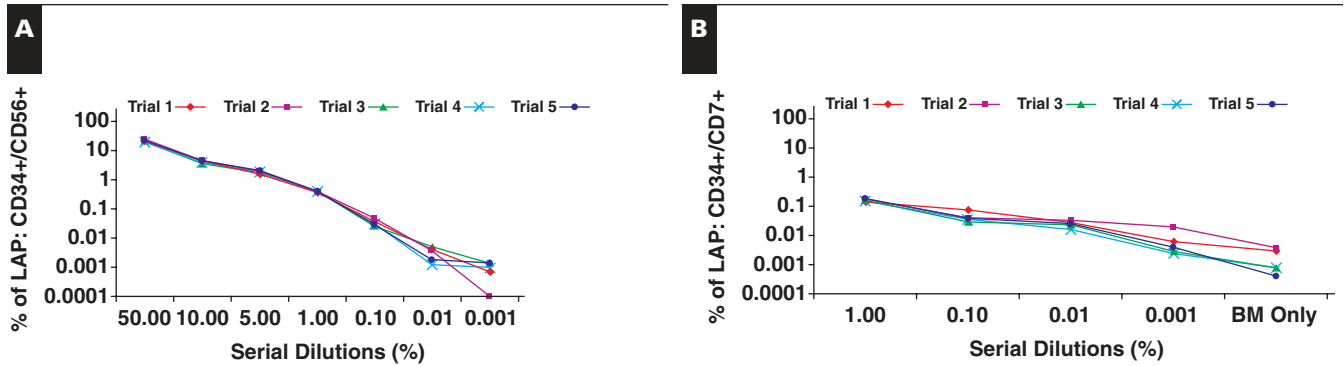 A
% of LAP: CD34+/CD56+
Trial 1 Trial 2 Trial 3 Trial 4 Trial 5
100
10
1
0.1
0.01
0.001
0.0001
50.00 10.00 5.00 1.00 0.10 0.01 0.001
Serial Dilutions (%)
B
% of LAP: CD34+/CD7+
Trial 1 Trial 2 Trial 3 Trial 4 Trial 5
100
10
1
0.1
0.01
0.001
0.0001
1.00 0.10 0.01 0.001 BM Only
Serial Dilutions (%)